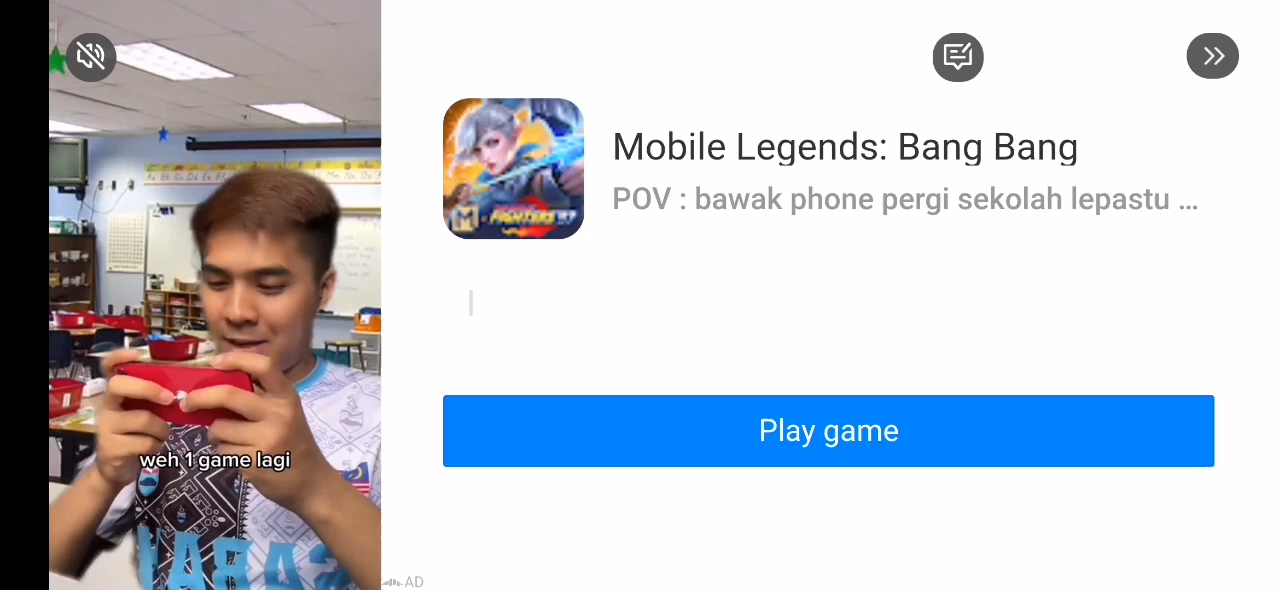 Mobile Legends: Bang Bang
POV : bawak phone pergi sekolah lepastu ...
weh 1 game lagi
Play game
AD